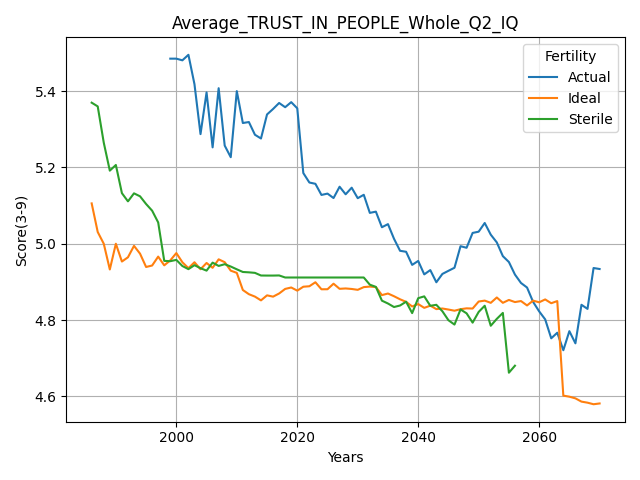 Average_TRUST_IN_PEOPLE_Whole_Q2_IQ
Fertility
Actual
Ideal
Sterile
Score(3-9)
5.4
5.2
5.0
4.8
4.6
2000 2020 2040 2060
Years